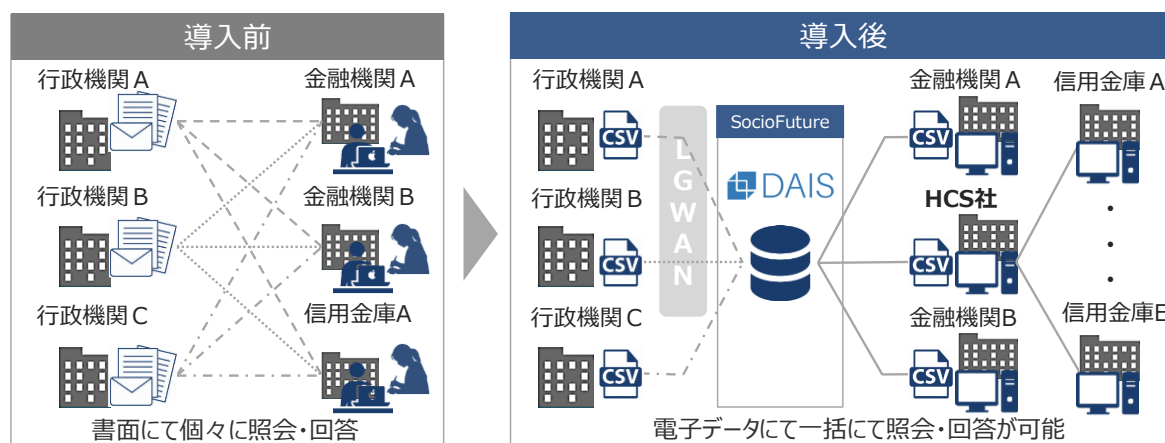 導入前
行政機関A
金融機関A
行政機関B
金融機関B
行政機関C
信用金庫A
書面にて個々に照会・回答
導入後
行政機関A
金融機関A
信用金庫A
CSV
LGWAN
SocioFuture
DAIS
CSV
行政機関B
HCS社
CSV
CSV
・
・
・
行政機関C
金融機関B
信用金庫E
CSV
CSV
電子データにて一括にて照会・回答が可能